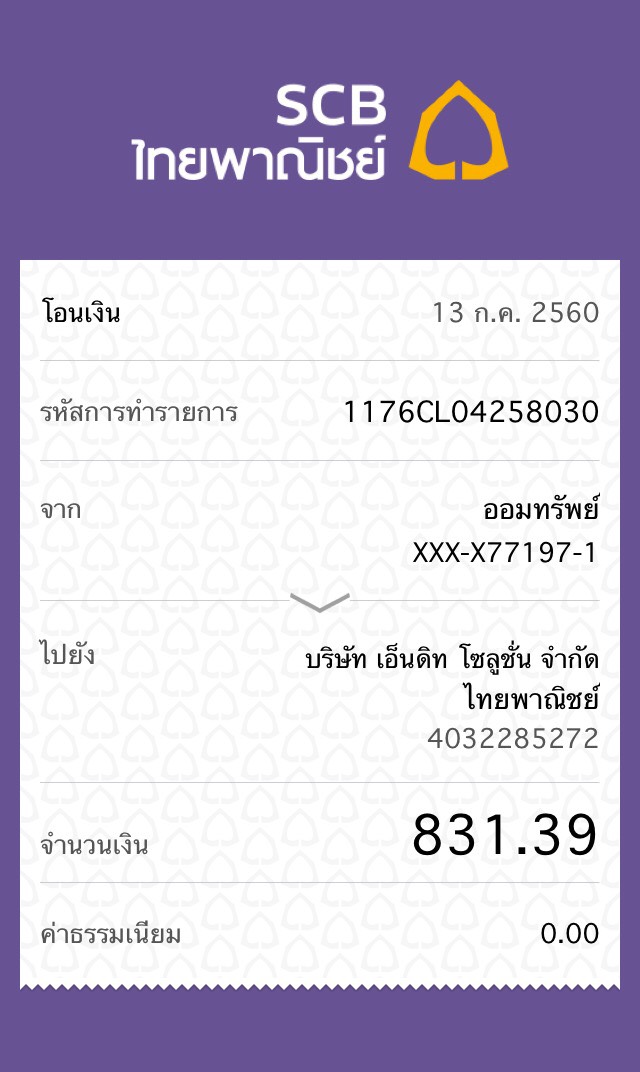 SCB
ไทยพาณิชย์
โอนเงิน 13 ก.ค. 2560
รหัสการทำรายการ 1176CL04258030
จาก ออมทรัพย์
XXX-X77197-1
ไปยัง บริษัท เอ็นดิท โซลูชั่น จำกัด
ไทยพาณิชย์
4032285272
จำนวนเงิน 831.39
ค่าธรรมเนียม 0.00